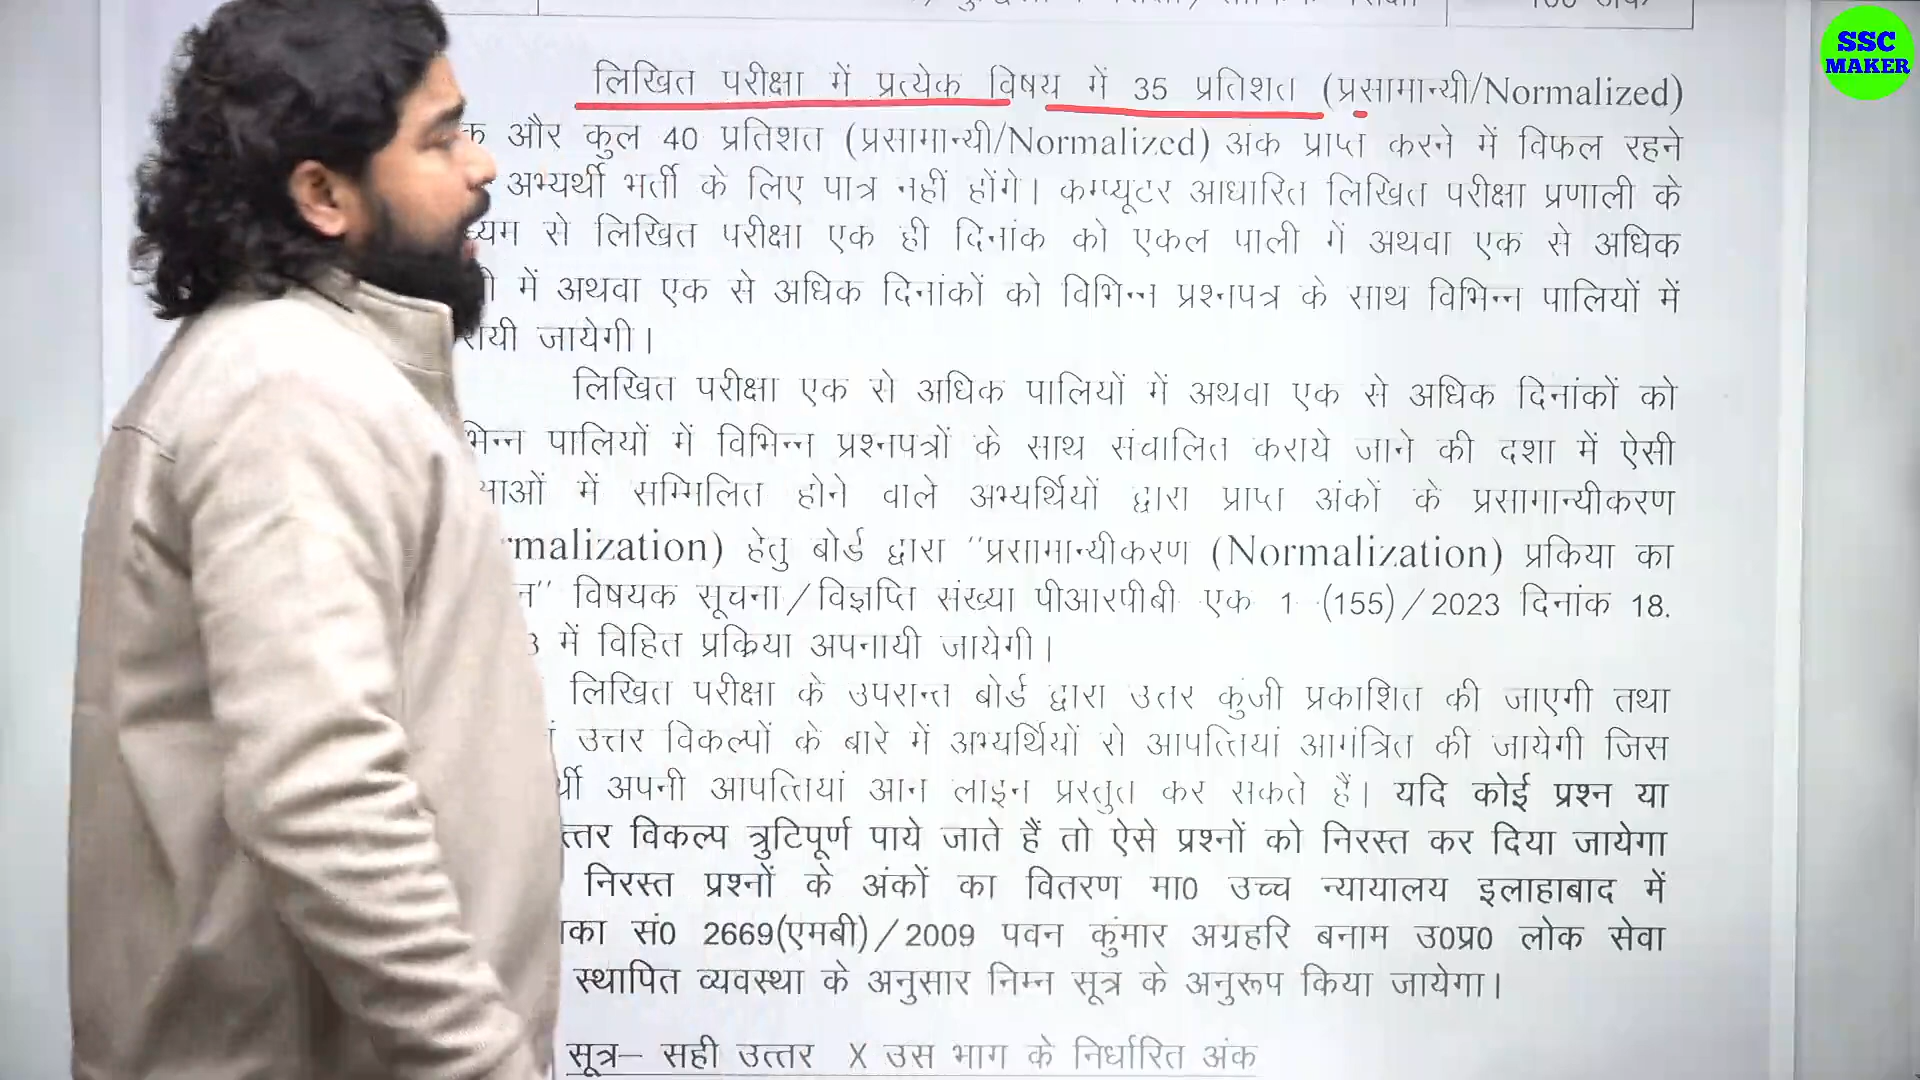 SSC
MAKER
लिखित परीक्षा में प्रत्येक विषय में 35 प्रतिशत (प्रसामान्यी/Normalized)
और कुल 40 प्रतिशत (प्रसामान्यी/Normalized) अंक प्राप्त करने में विफल रहने
अभ्यर्थी भर्ती के लिए पात्र नहीं होंगे। कम्प्यूटर आधारित लिखित परीक्षा प्रणाली के
से लिखित परीक्षा एक ही दिनांक को एकल पाली में अथवा एक से अधिक
में अथवा एक से अधिक दिनांकों को विभिन्न प्रश्नपत्र के साथ विभिन्न पालियों में
जायेगी।
लिखित परीक्षा एक से अधिक पालियों में अथवा एक से अधिक दिनांकों को
पालियों में विभिन्न प्रश्नपत्रों के साथ संचालित कराये जाने की दशा में ऐसी
में सम्मिलित होने वाले अभ्यर्थियों द्वारा प्राप्त अंकों के प्रसामान्यीकरण
malization) हेतु बोर्ड द्वारा "प्रसामान्यीकरण (Normalization) प्रकिया का
" विषयक सूचना/विज्ञप्ति संख्या पीआरपीबी एक 1 (155)/2023 दिनांक 18.
3 में विहित प्रक्रिया अपनायी जायेगी।
लिखित परीक्षा के उपरान्त बोर्ड द्वारा उत्तर कुंजी प्रकाशित की जाएगी तथा
उत्तर विकल्पों के बारे में अभ्यर्थियों से आपत्तियां आमंत्रित की जायेगी जिस
अपनी आपत्तियां आन लाइन प्रस्तुत कर सकते हैं। यदि कोई प्रश्न या
त्तर विकल्प त्रुटिपूर्ण पाये जाते हैं तो ऐसे प्रश्नों को निरस्त कर दिया जायेगा
निरस्त प्रश्नों के अंकों का वितरण मा0 उच्च न्यायालय इलाहाबाद में
का सं0 2669(एमबी)/2009 पवन कुंमार अग्रहरि बनाम उ0प्र0 लोक सेवा
स्थापित व्यवस्था के अनुसार निम्न सूत्र के अनुरूप किया जायेगा।
सूत्र– सही उत्तर X उस भाग के निर्धारित अंक